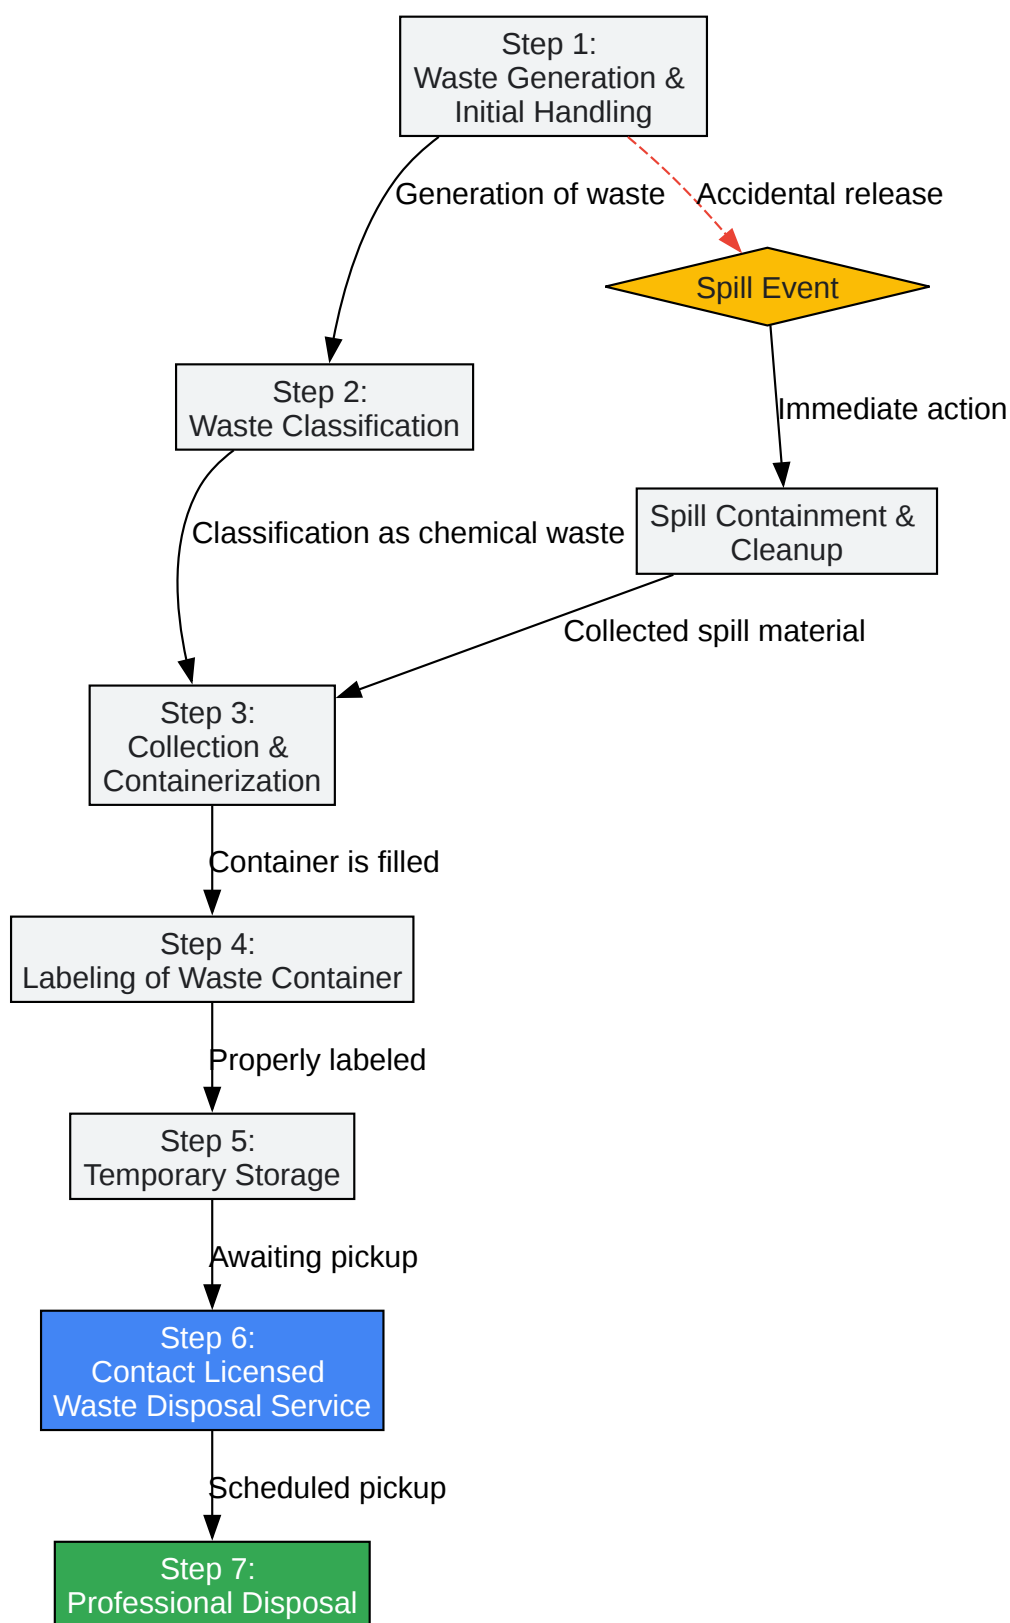 Step 1:
Waste Generation &
Initial Handling
Generation of waste
Accidental release
Spill Event
Step 2:
Waste Classification
Immediate action
Classification as chemical waste
Spill Containment &
Cleanup
Collected spill material
Step 3:
Collection &
Containerization
Container is filled
Step 4:
Labeling of Waste Container
Properly labeled
Step 5:
Temporary Storage
Awaiting pickup
Step 6:
Contact Licensed
Waste Disposal Service
Scheduled pickup
Step 7:
Professional Disposal